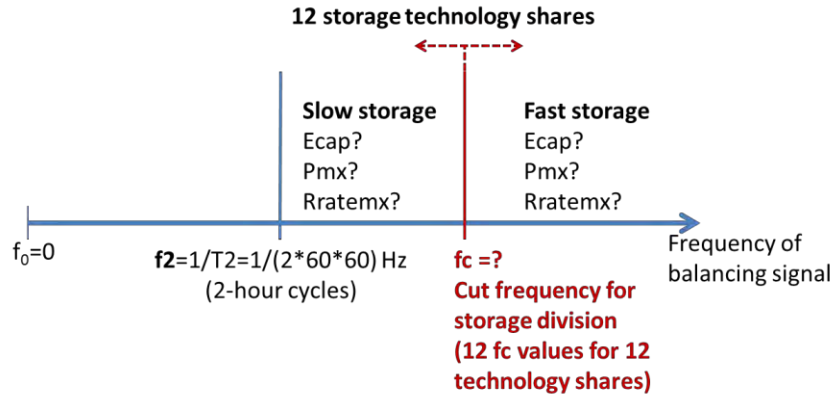 12 storage technology shares
Slow storage
Ecap?
Pmx?
Rratemx?
Fast storage
Ecap?
Pmx?
Rratemx?
f₀=0
f2=1/T2=1/(2*60*60) Hz
(2-hour cycles)
fc =?
Cut frequency for
storage division
(12 fc values for 12
technology shares)
Frequency of
balancing signal